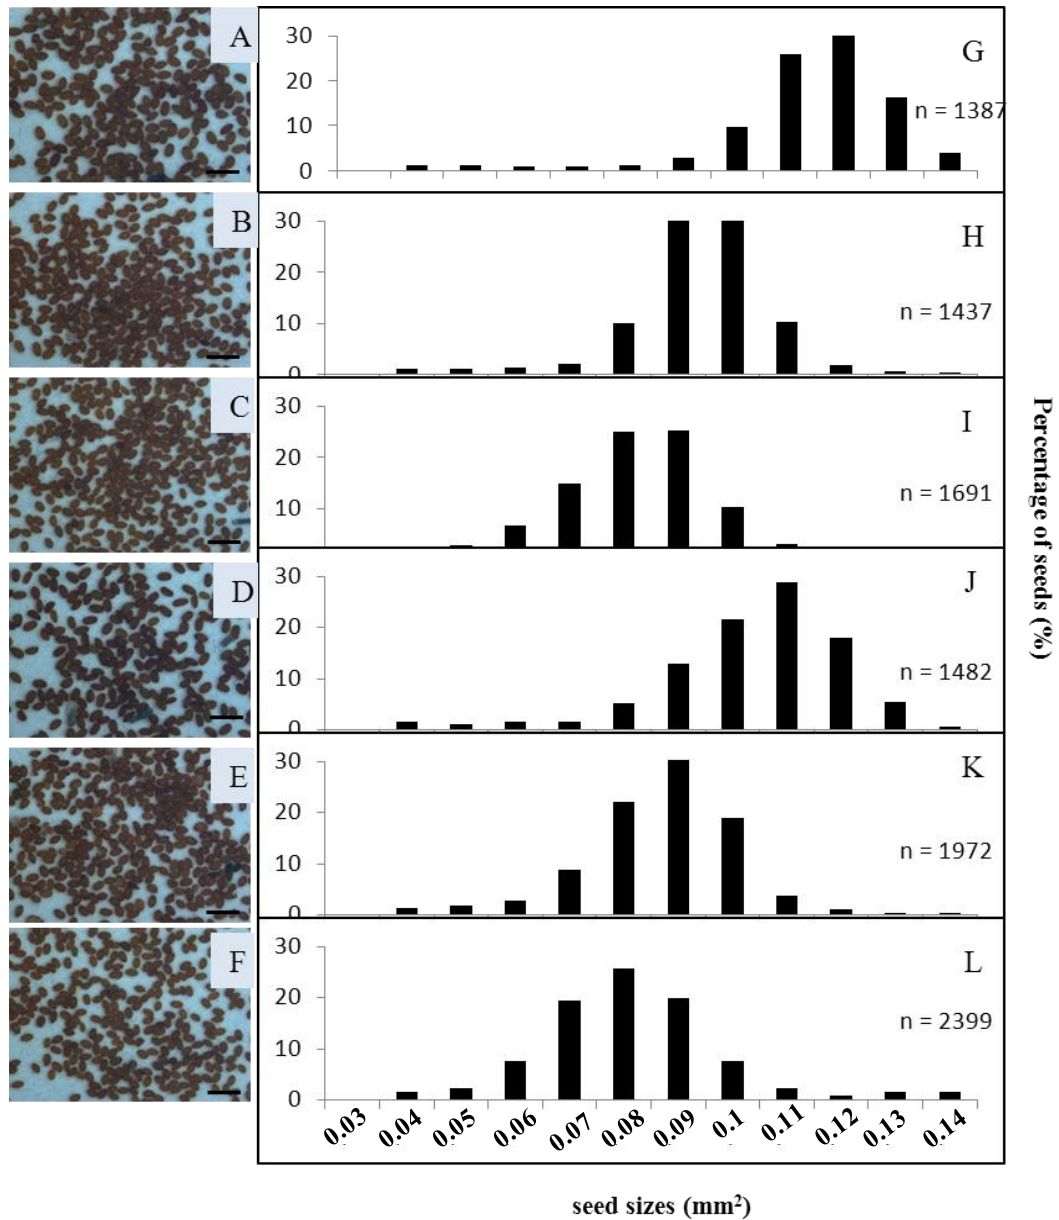 A
G
30
20
10
0
n = 1387
B
H
30
20
10
0
n = 1437
C
I
30
20
10
n = 1691
D
J
30
20
10
0
n = 1482
E
K
30
20
10
0
n = 1972
F
L
30
20
10
0
n = 2399
0.03 0.04 0.05 0.06 0.07 0.08 0.09 0.1 0.11 0.12 0.13 0.14
seed sizes (mm²)
Percentage of seeds (%)